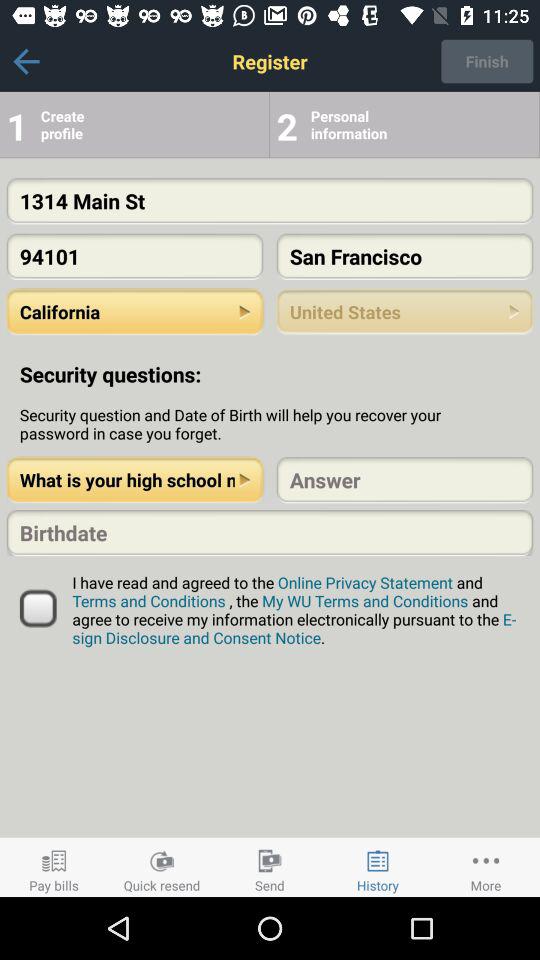 11:25
Register
Finish
1 Create profile
2 Personal information
1314 Main St
94101
San Francisco
California
United States
Security questions:
Security question and Date of Birth will help you recover your
password in case you forget.
What is your high school n
Answer
Birthdate
I have read and agreed to the Online Privacy Statement and
Terms and Conditions , the My WU Terms and Conditions and
agree to receive my information electronically pursuant to the E-
sign Disclosure and Consent Notice.
Pay bills
Quick resend
Send
History
More